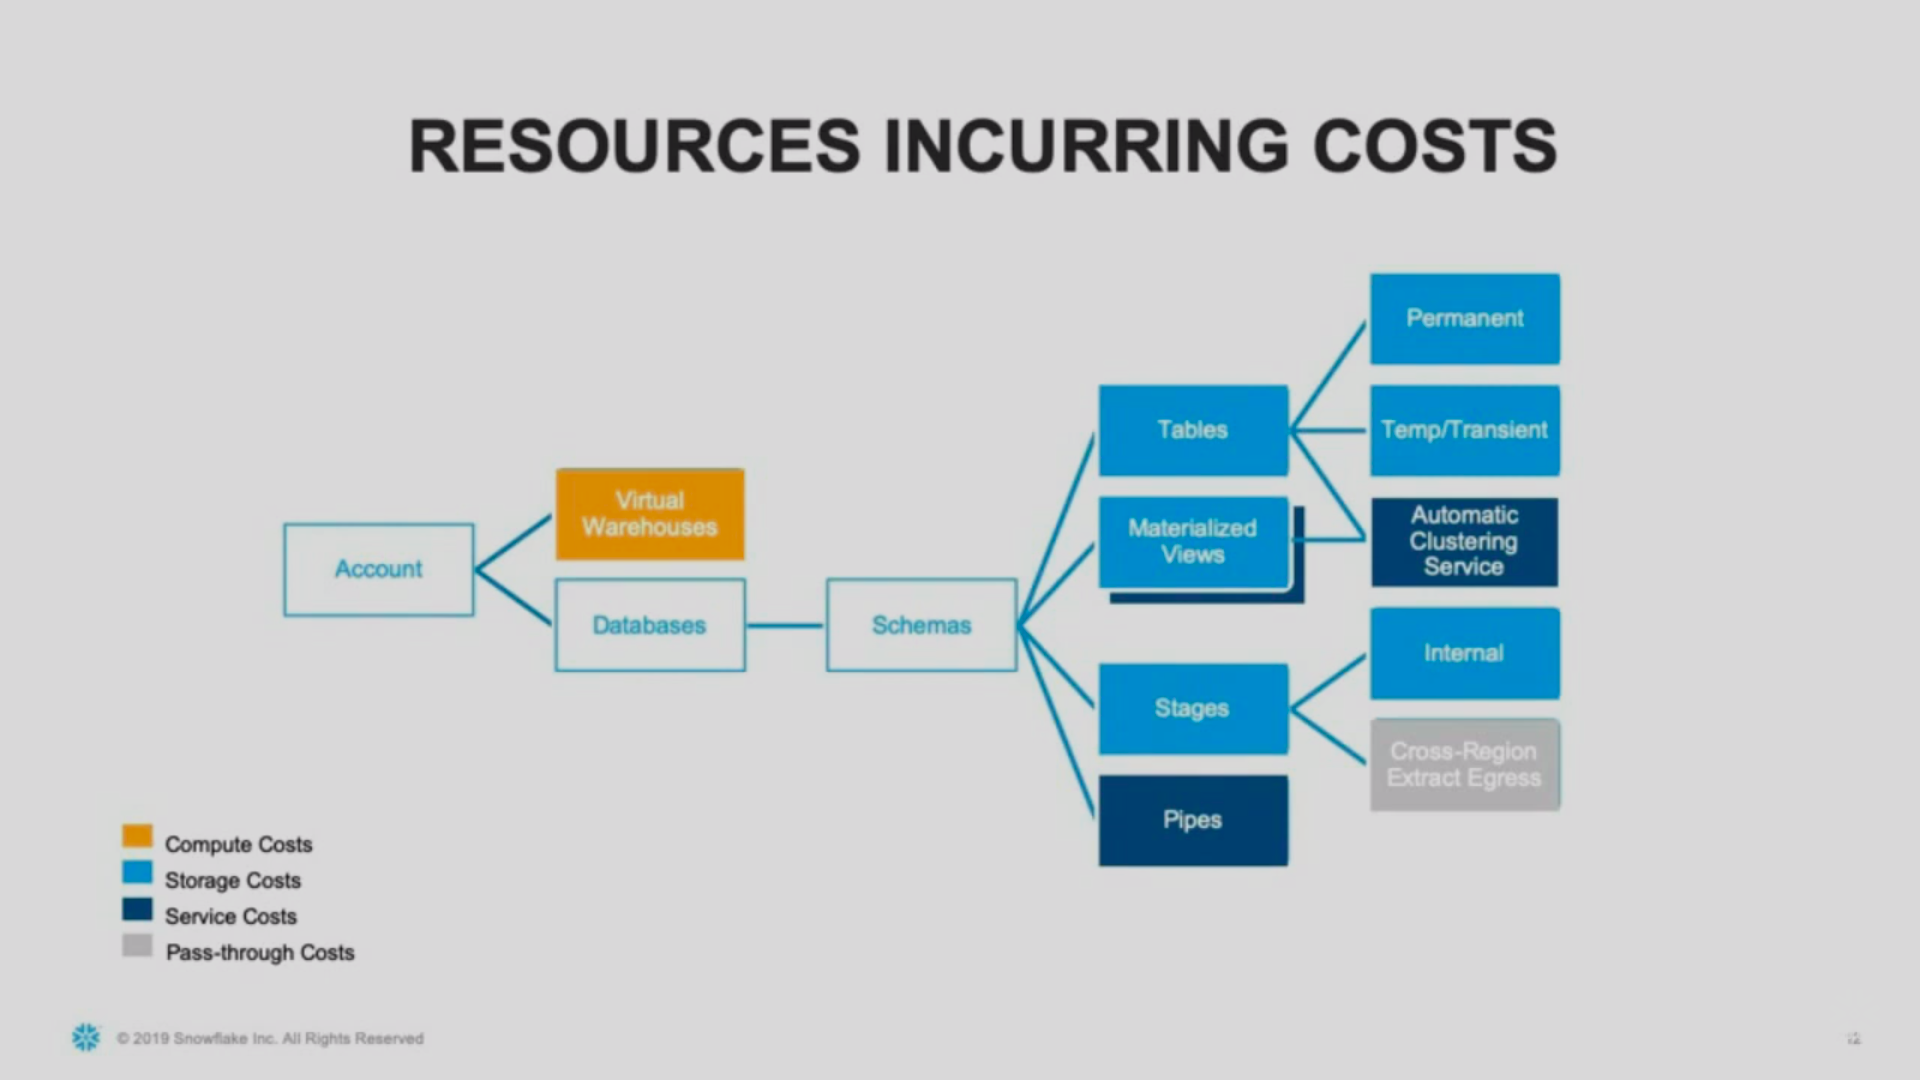 RESOURCES INCURRING COSTS
Permanent
Tables
Temp/Transient
Virtual
Warehouses
Materialized
Views
Automatic
Clustering
Service
Account
Databases
Schemas
Internal
Stages
Cross-Region
Extract Egress
Pipes
Compute Costs
Storage Costs
Service Costs
Pass-through Costs
© 2019 Snowflake Inc. All Rights Reserved